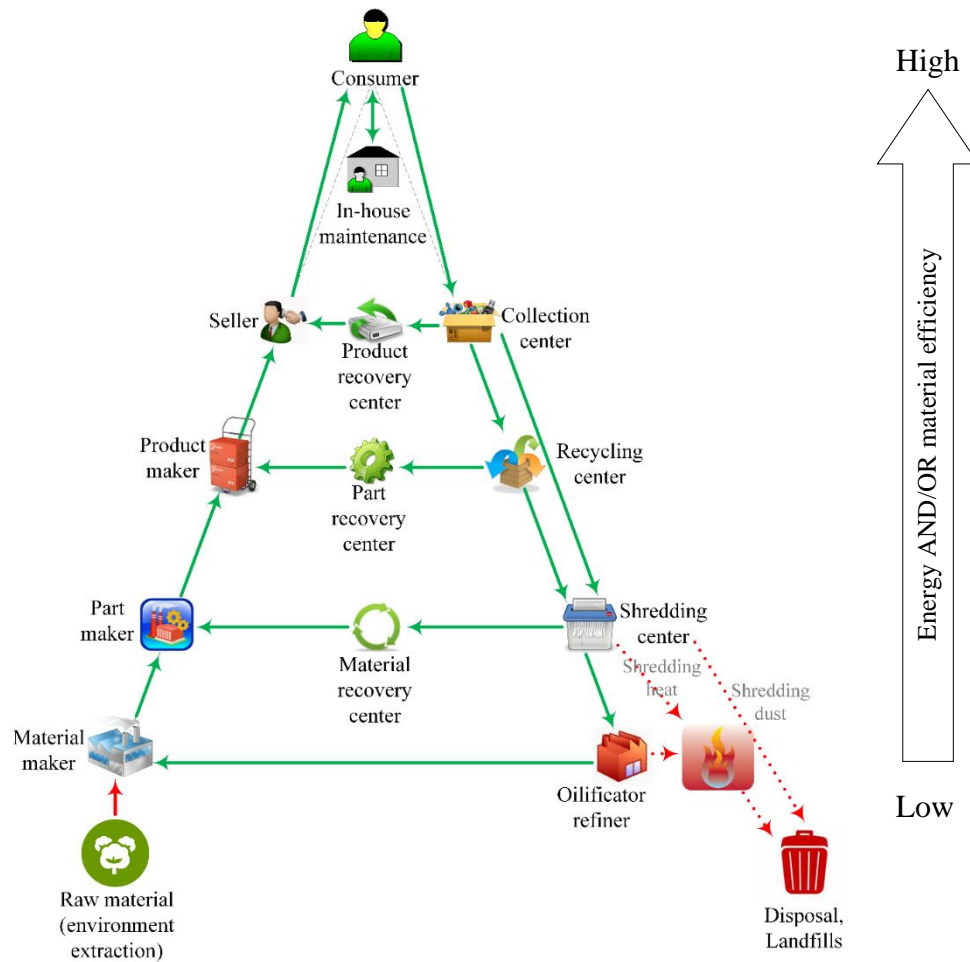 Consumer
High
In-house
maintenance
Seller
Product
recovery
center
Collection
center
Product
maker
Part
recovery
center
Recycling
center
Energy AND/OR material efficiency
Part
maker
Material
recovery
center
Shredding
center
Shredding
heat
Shredding
dust
Material
maker
Oilificator
refiner
Low
Raw material
(environment
extraction)
Disposal,
Landfills